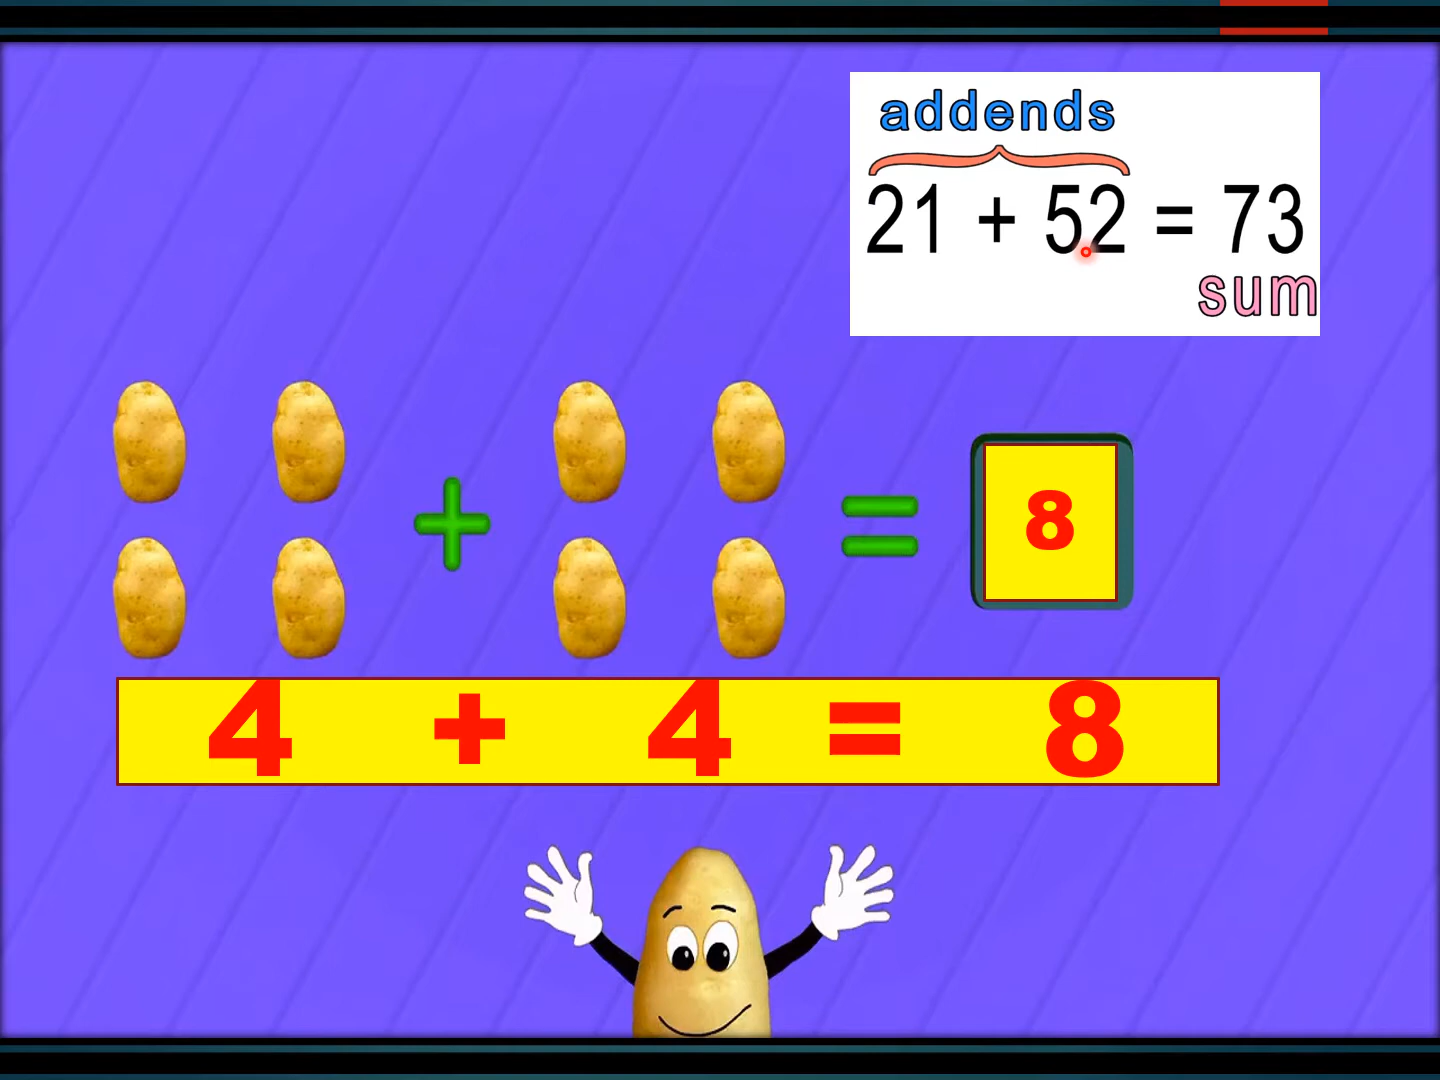 addends
21 + 52 = 73
sum
+ = 8
4 + 4 = 8